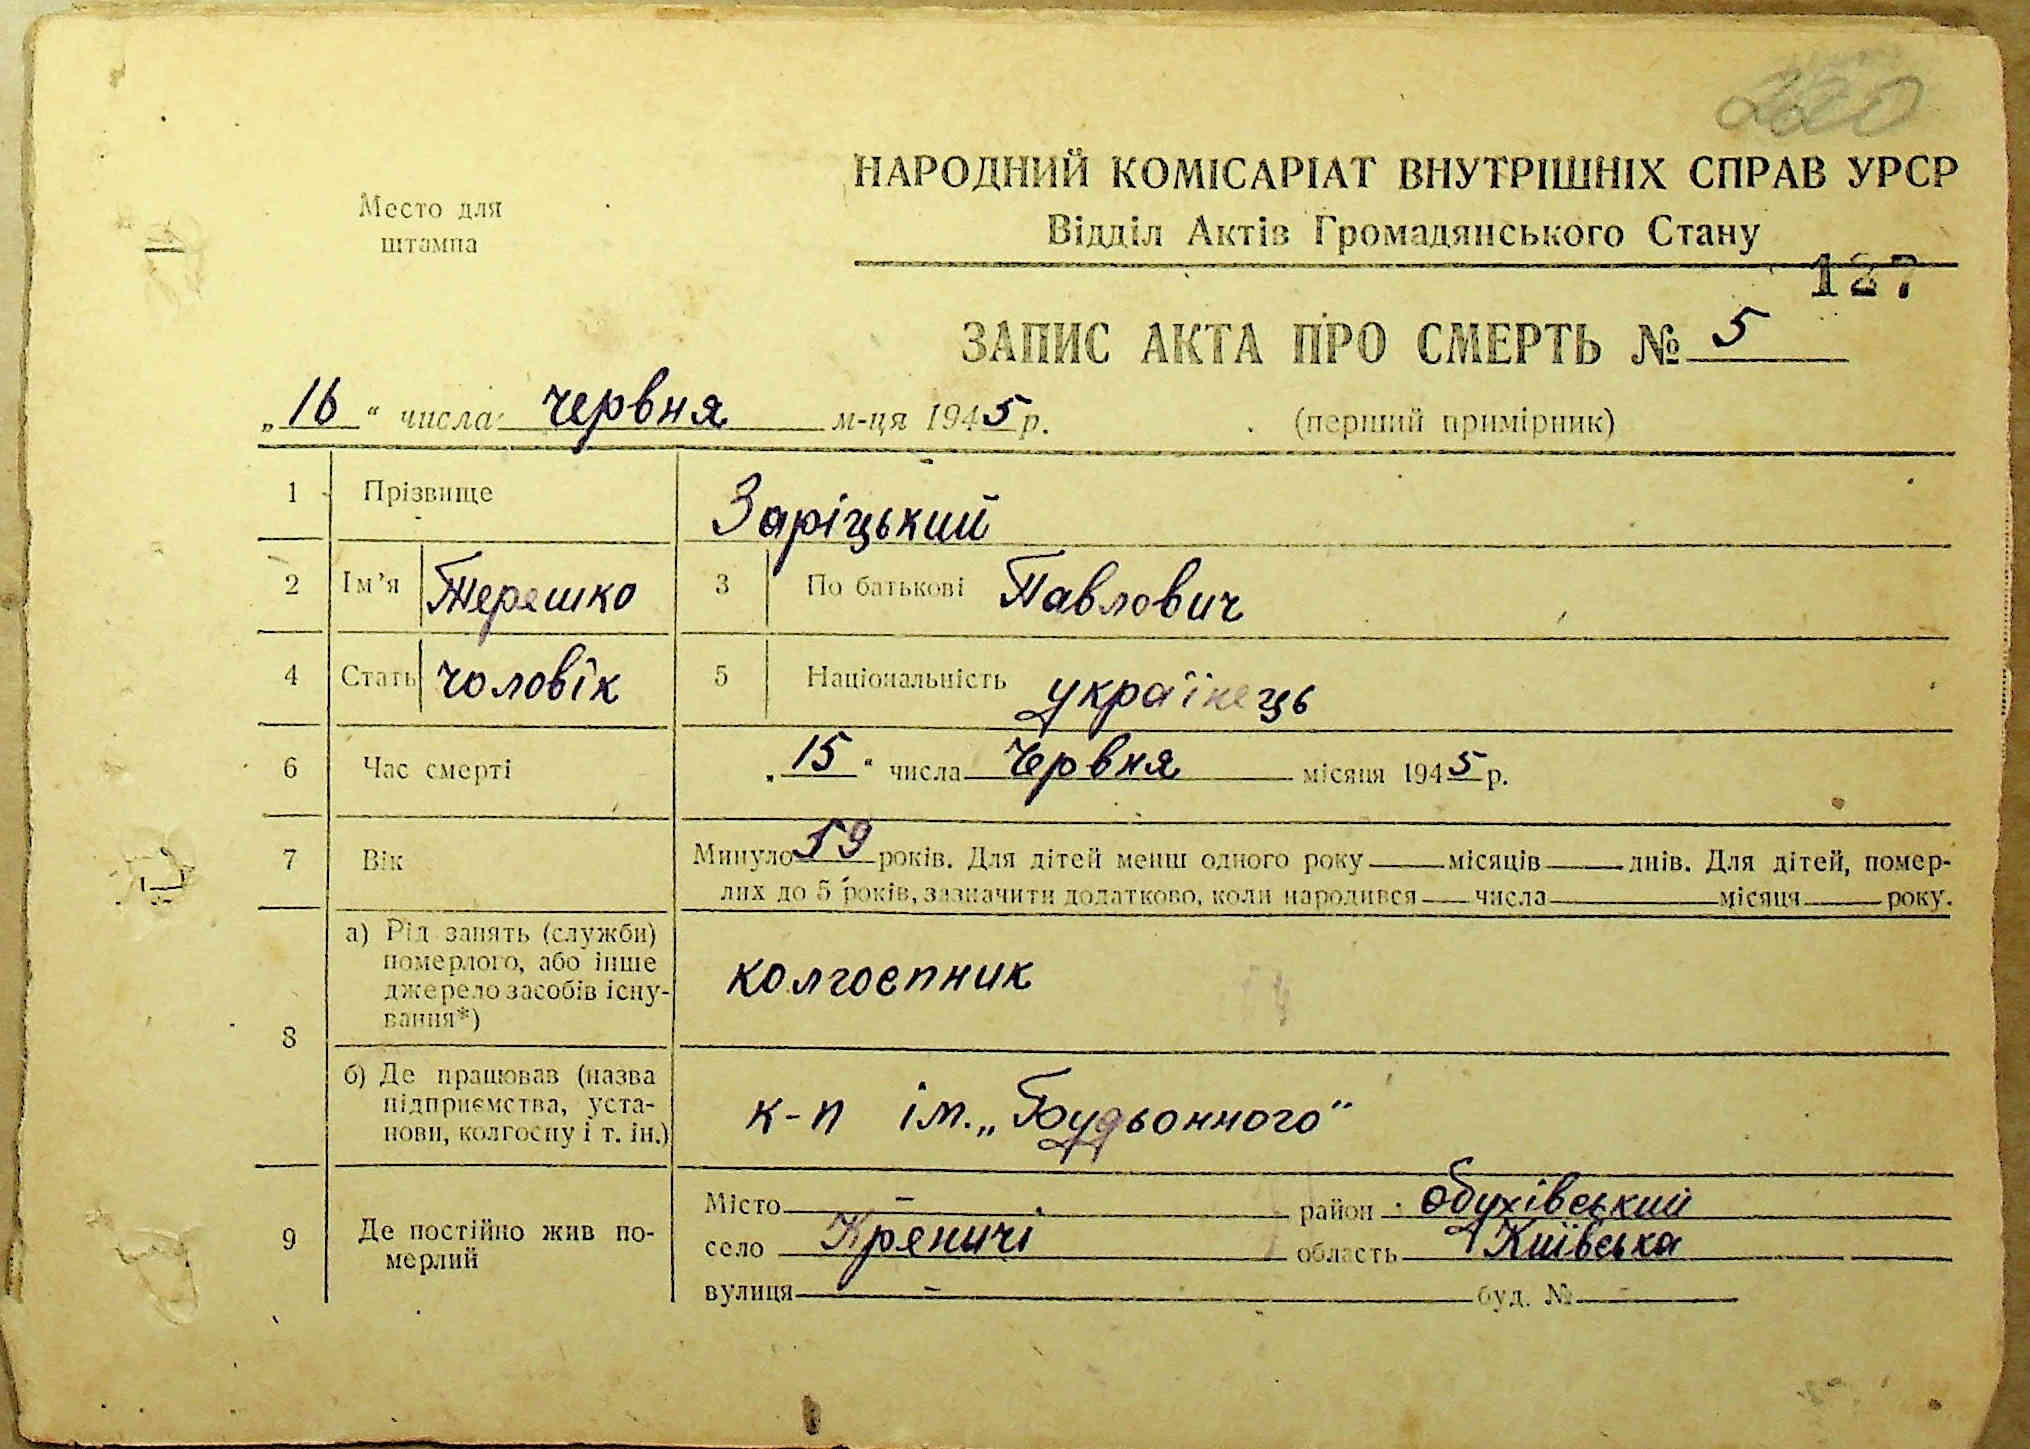 220
НАРОДНИЙ КОМІСАРІАТ ВНУТРІШНІХ СПРАВ УРСР
Место для
штампа
Відділ Актів Громадянського Стану
127
ЗАПИС АКТА ПРО СМЕРТЬ № 5
„16“ числа червня м-ця 1945 р. (перший примірник)
1 Прізвище Заріцький
2 Ім’я Терешко 3 По батькові Павлович
4 Стать чоловік 5 Національність українець
6 Час смерті „15“ числа Червня місяця 1945 р.
7 Вік Минуло 59 років. Для дітей менш одного року місяців днів. Для дітей, помер-
лих до 5 років, зазначити додатково, коли народився числа місяця року.
8 а) Рід занять (служби)
померлого, або інше
джерело засобів існу-
вання*)
колгоспник
б) Де працював (назва
підприємства, уста-
нови, колгоспу і т. ін.)
к-п ім. „Будьонного“
9 Де постійно жив по-
мерлий
Місто – район Обухівський
село Креничі область Київська
вулиця – буд. № –